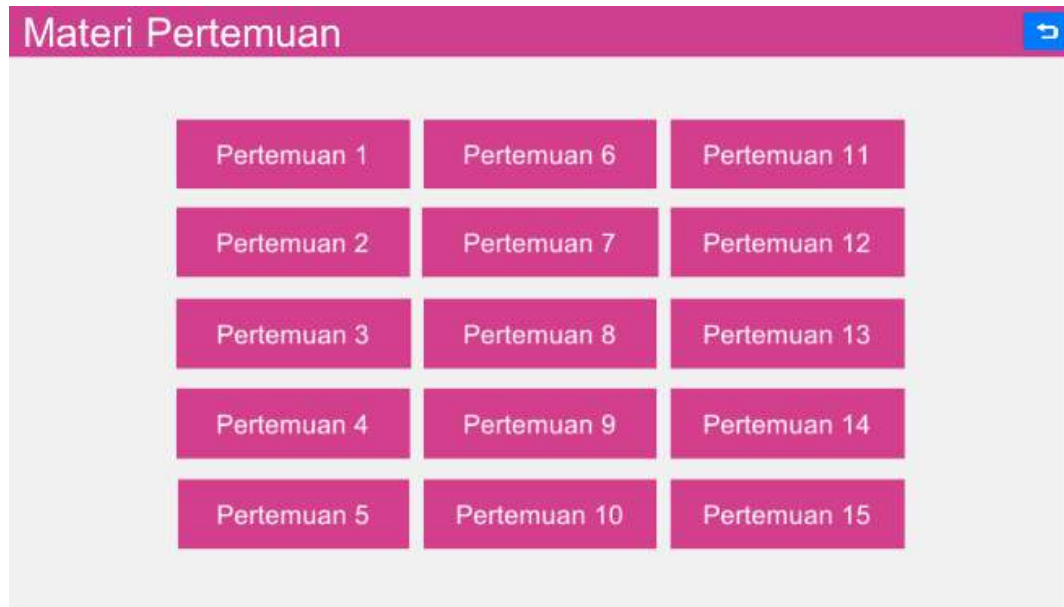 Materi Pertemuan
Pertemuan 1
Pertemuan 6
Pertemuan 11
Pertemuan 2
Pertemuan 7
Pertemuan 12
Pertemuan 3
Pertemuan 8
Pertemuan 13
Pertemuan 4
Pertemuan 9
Pertemuan 14
Pertemuan 5
Pertemuan 10
Pertemuan 15